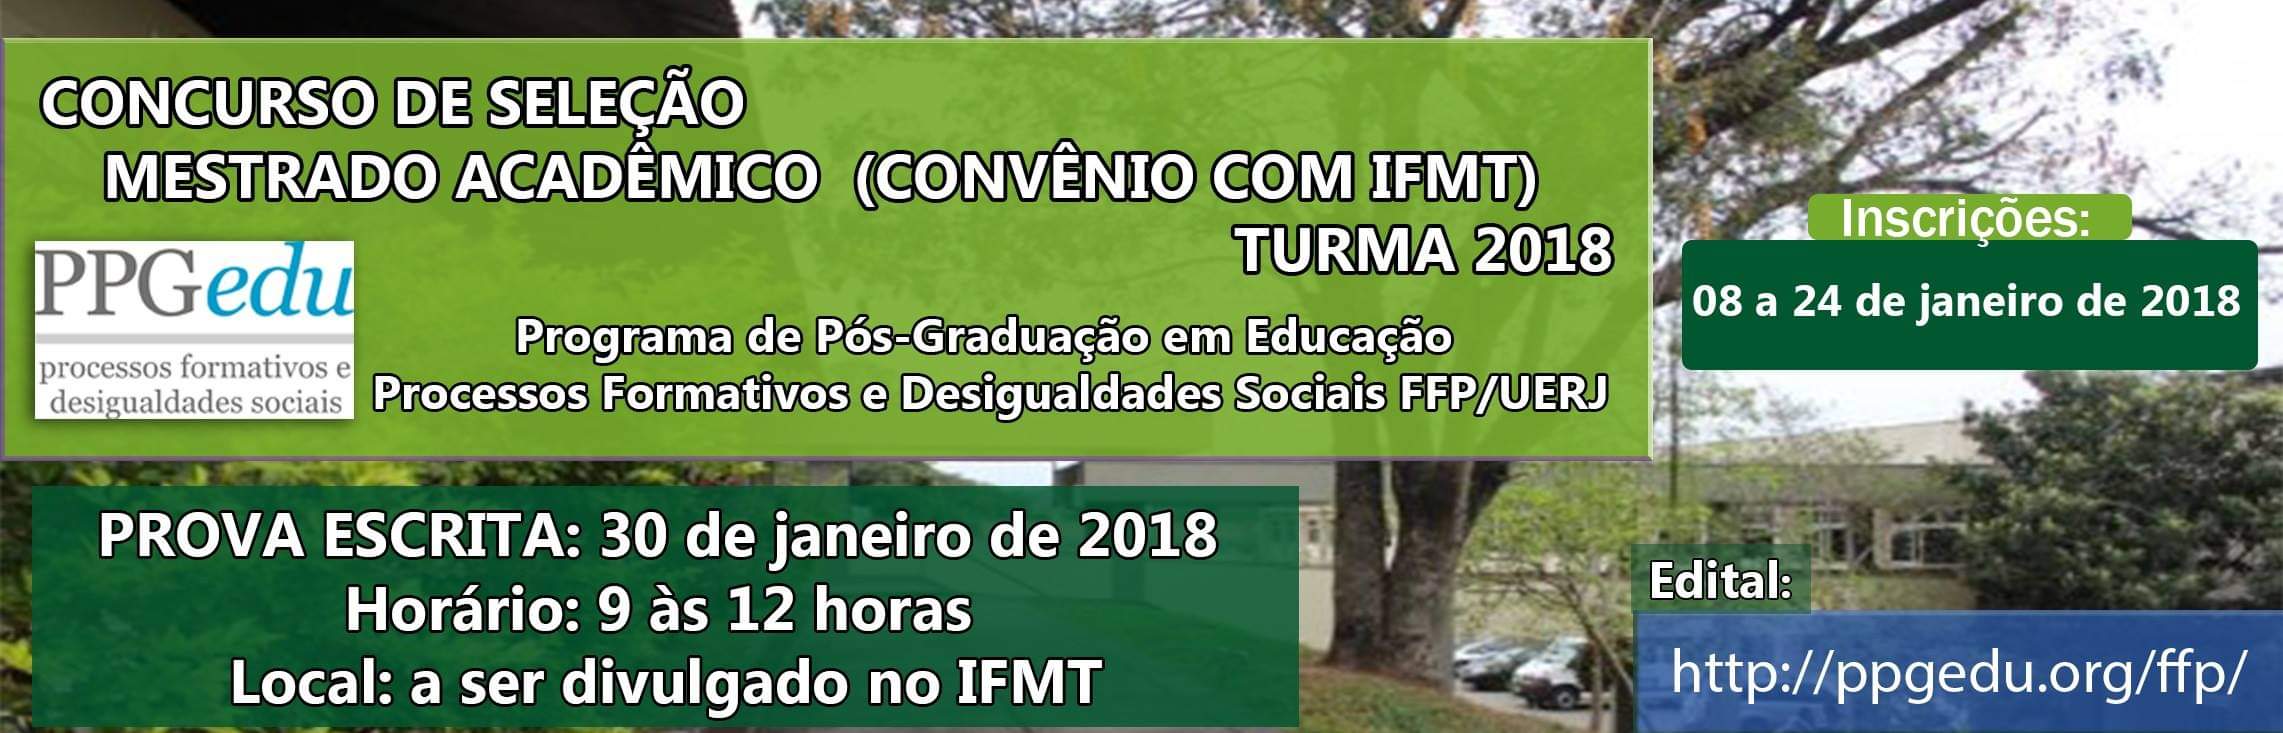 CONCURSO DE SELEÇÃO
MESTRADO ACADÊMICO (CONVÊNIO COM IFMT)
TURMA 2018
PPGedu
processos formativos e
desigualdades sociais
Programa de Pós-Graduação em Educação
Processos Formativos e Desigualdades Sociais FFP/UERJ
Inscrições:
08 a 24 de janeiro de 2018
PROVA ESCRITA: 30 de janeiro de 2018
Horário: 9 às 12 horas
Local: a ser divulgado no IFMT
Edital:
http://ppgedu.org/ffp/